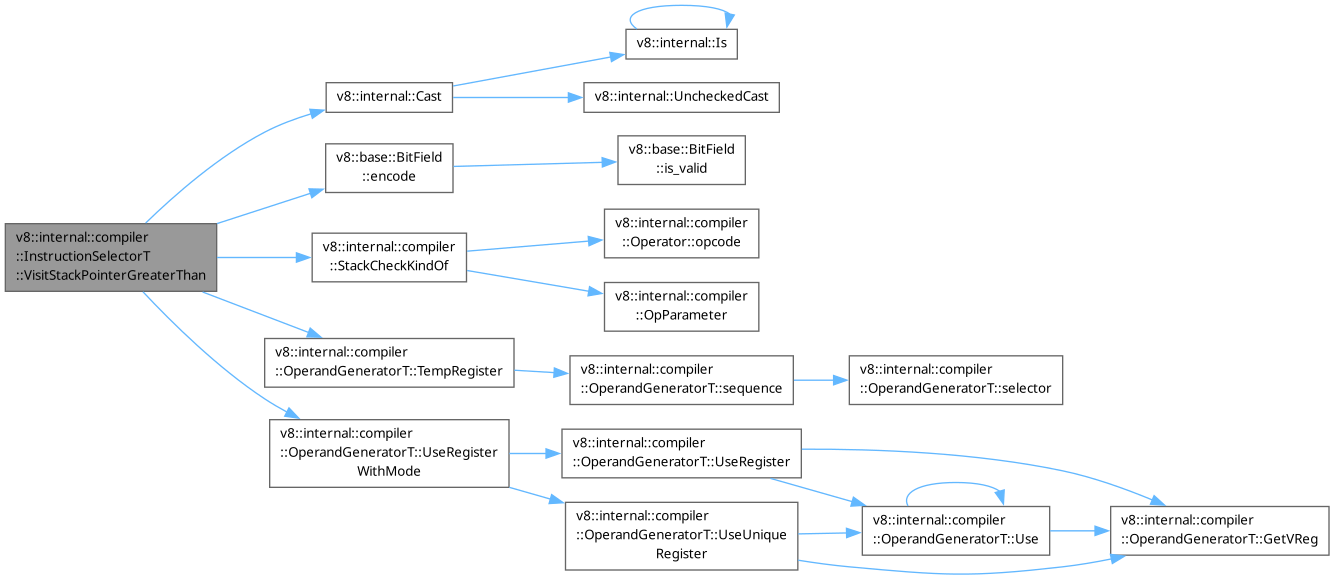 v8::internal::Is
v8::internal::Cast
v8::internal::UncheckedCast
v8::base::BitField
::encode
v8::base::BitField
::is_valid
v8::internal::compiler
::InstructionSelectorT
::VisitStackPointerGreaterThan
v8::internal::compiler
::StackCheckKindOf
v8::internal::compiler
::Operator::opcode
v8::internal::compiler
::OpParameter
v8::internal::compiler
::OperandGeneratorT::TempRegister
v8::internal::compiler
::OperandGeneratorT::sequence
v8::internal::compiler
::OperandGeneratorT::selector
v8::internal::compiler
::OperandGeneratorT::UseRegister
WithMode
v8::internal::compiler
::OperandGeneratorT::UseRegister
v8::internal::compiler
::OperandGeneratorT::UseUnique
Register
v8::internal::compiler
::OperandGeneratorT::Use
v8::internal::compiler
::OperandGeneratorT::GetVReg